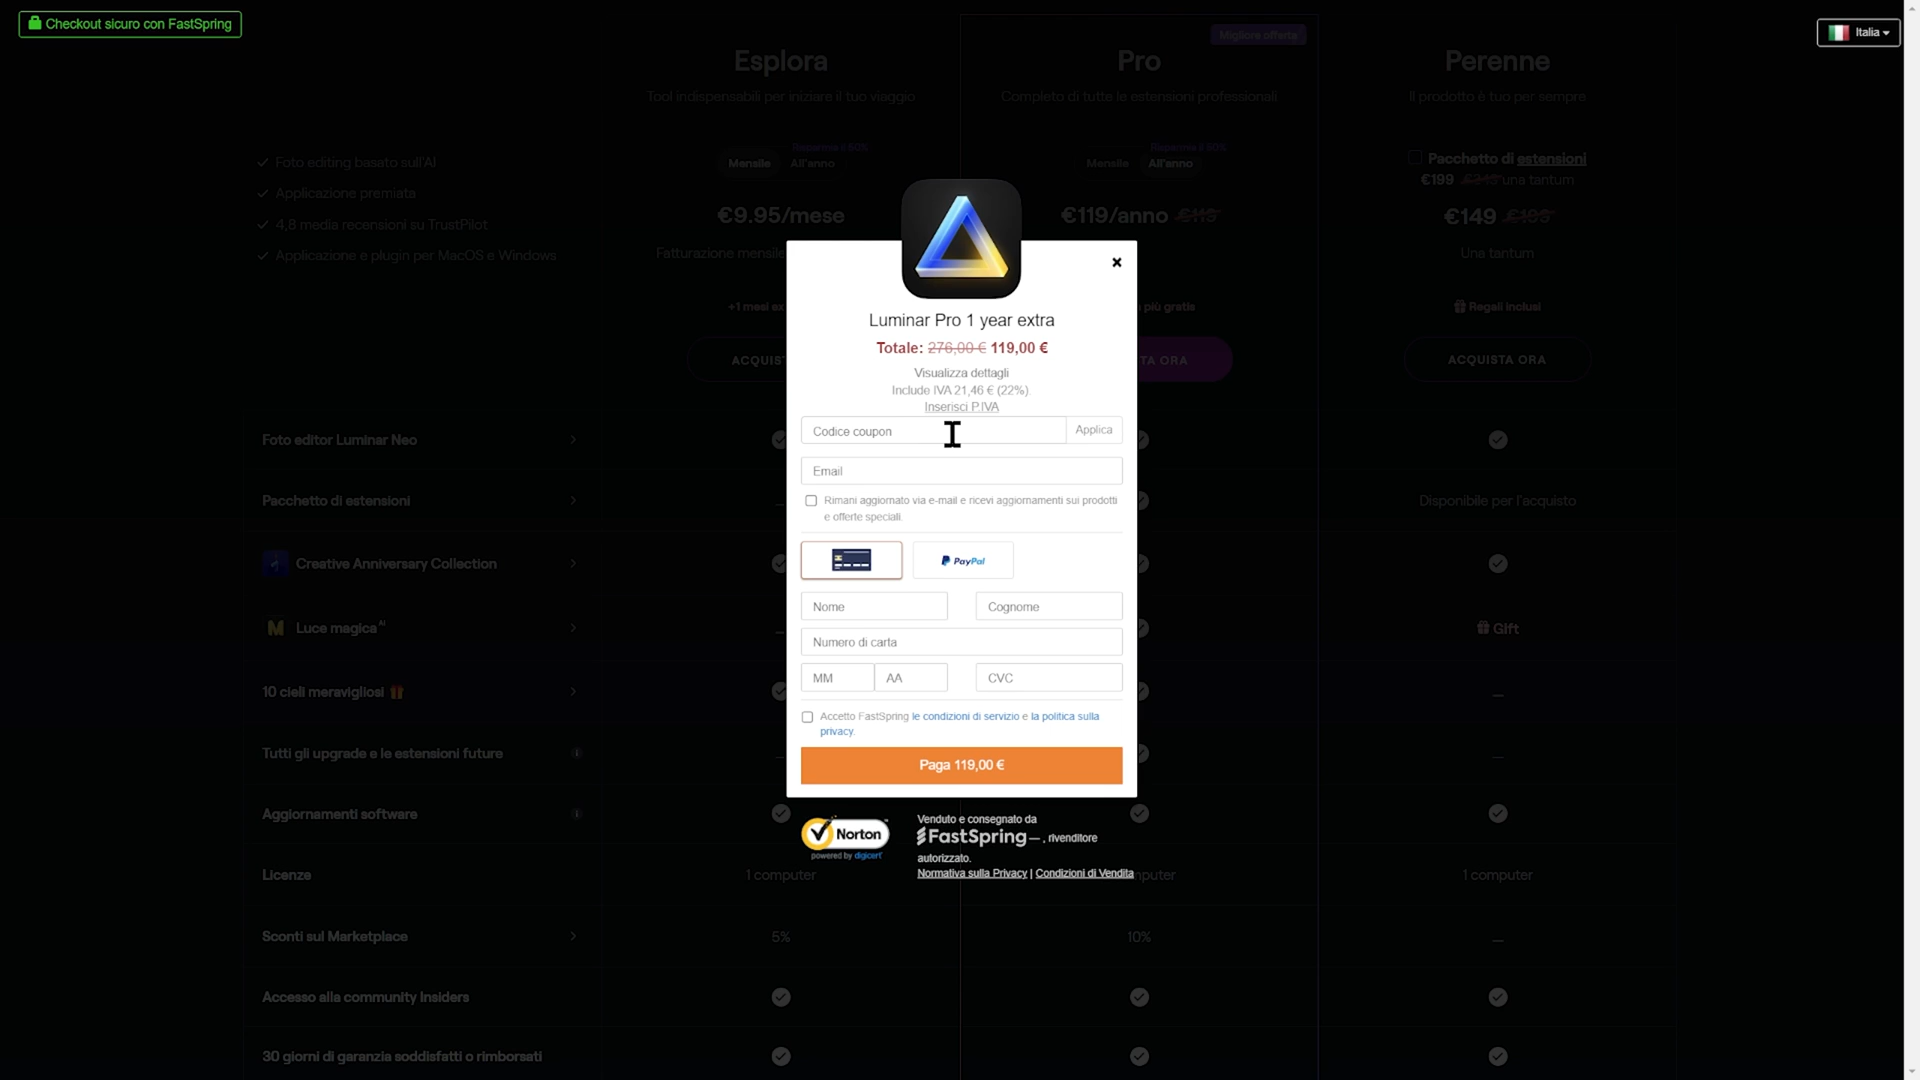 Checkout sicuro con FastSpring
Italia
Migliore offerta
Esplora
Pro
Perenne
Tool indispensabili per iniziare il tuo viaggio
Completo di tutte le estensioni professionali
Il prodotto è tuo per sempre
Mensile
All'anno
Mensile
All'anno
Pacchetto di estensioni
€199 una tantum
Foto editing basato sull'AI
Applicazione premiata
4,8 media recensioni su TrustPilot
Applicazione e plugin per MacOS e Windows
€9.95/mese
€119/anno
€149
Fatturazione mensile
Una tantum
+1 mesi ex
più gratis
Regali inclusi
ACQUIST
TA ORA
ACQUISTA ORA
Luminar Pro 1 year extra
Totale: 276,00 € 119,00 €
Visualizza dettagli
Include IVA 21,46 € (22%).
Inserisci P.IVA
Codice coupon
Applica
Email
Rimani aggiornato via e-mail e ricevi aggiornamenti sui prodotti
e offerte speciali
PayPal
Nome
Cognome
Numero di carta
MM
AA
CVC
Accetto FastSpring le condizioni di servizio e la politica sulla
privacy.
Paga 119,00 €
Norton
powered by digicert
Venduto e consegnato da
FastSpring — , rivenditore
autorizzato.
Normativa sulla Privacy | Condizioni di Vendita
Foto editor Luminar Neo
Pacchetto di estensioni
Disponibile per l'acquisto
Creative Anniversary Collection
Luce magica AI
Gift
—
10 cieli meravigliosi
—
Tutti gli upgrade e le estensioni future
—
Aggiornamenti software
Licenze
1 computer
mputer
1 computer
Sconti sul Marketplace
5%
10%
—
Accesso alla community Insiders
30 giorni di garanzia soddisfatti o rimborsati